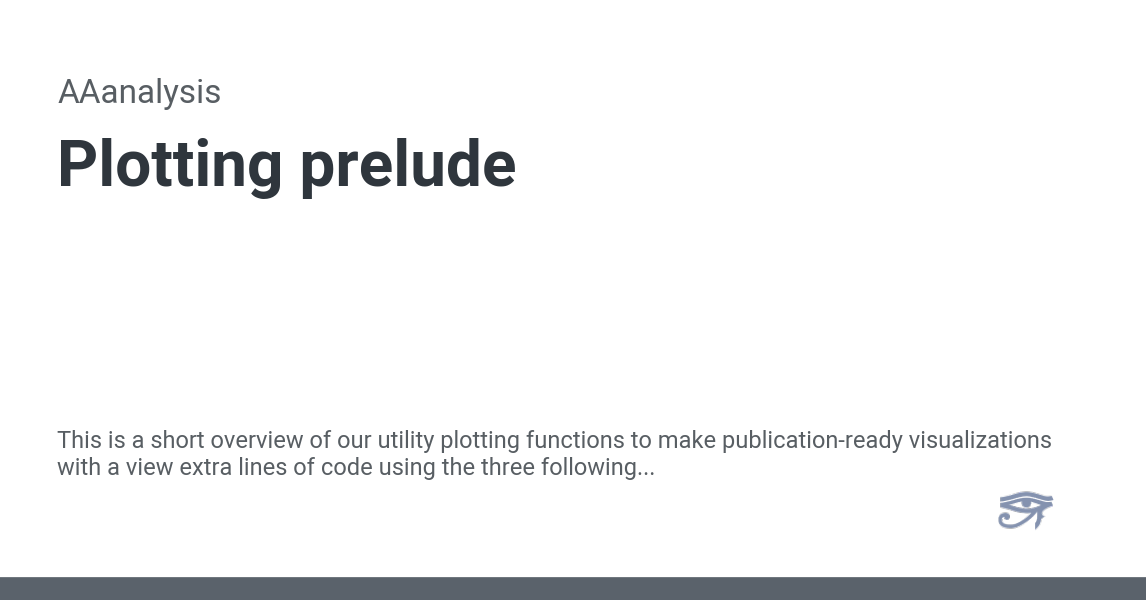 AAanalysis
Plotting prelude
This is a short overview of our utility plotting functions to make publication-ready visualizations
with a view extra lines of code using the three following...